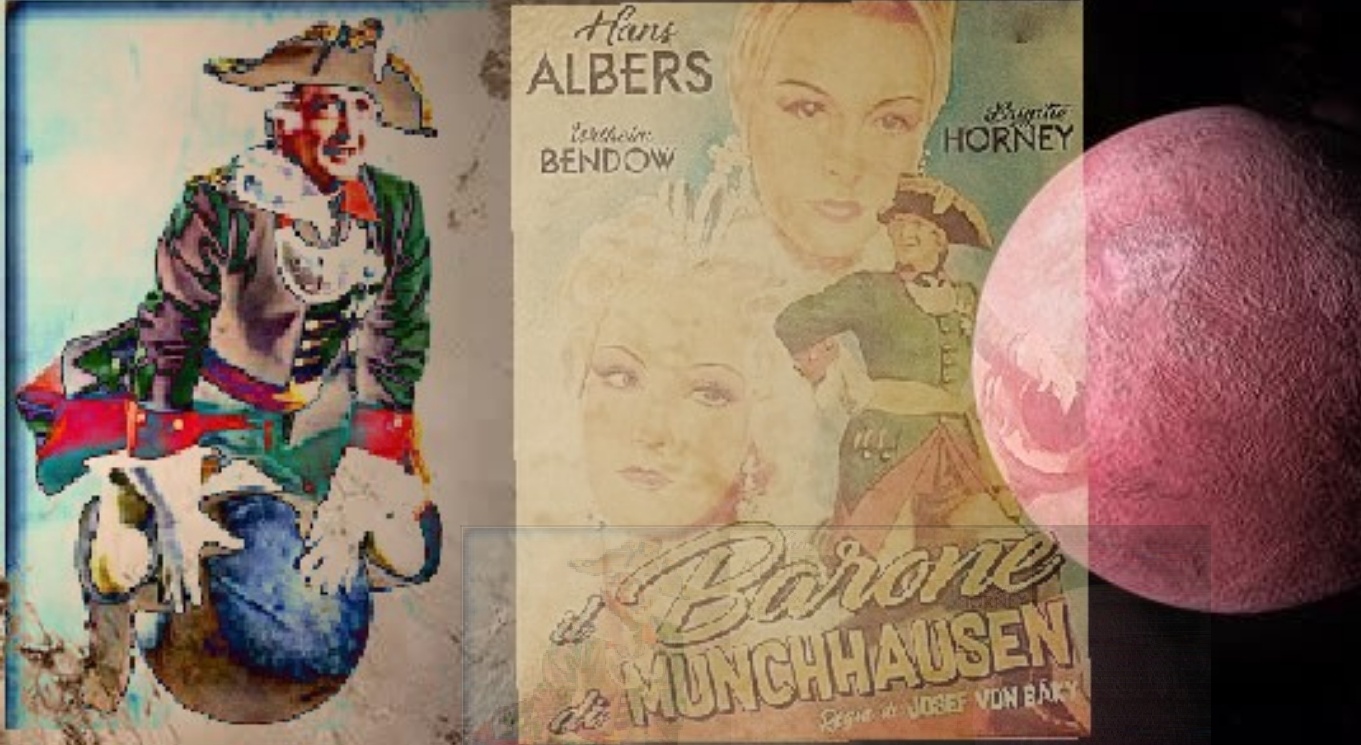 Hans
ALBERS
Brigitte
HORNEY
Wilhelm
BENDOW
il Barone
di MUNCHHAUSEN
Regia di JOSEF VON BÁKY